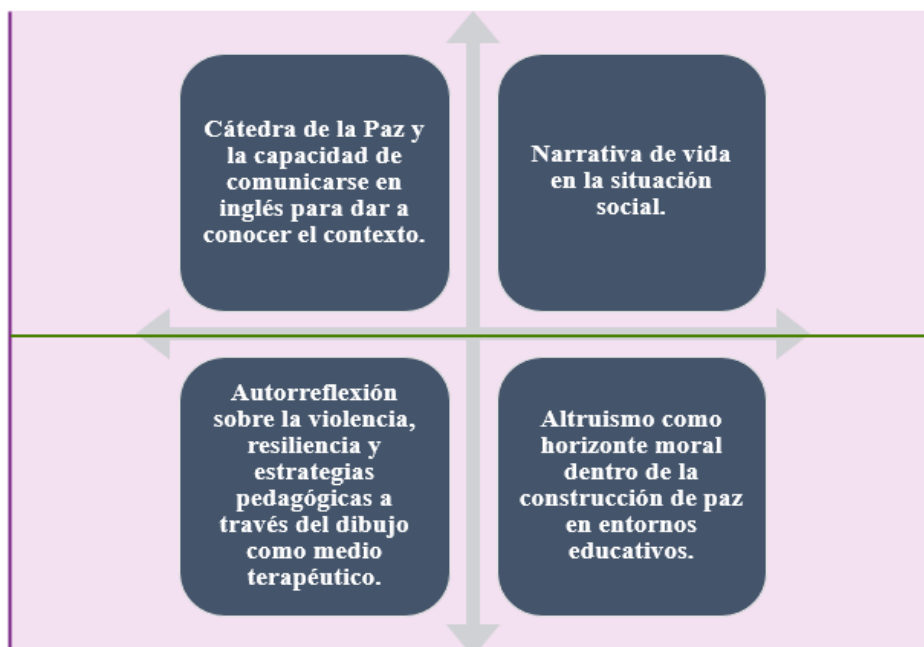 Cátedra de la Paz y
la capacidad de
comunicarse en
inglés para dar a
conocer el contexto.
Narrativa de vida
en la situación
social.
Autorreflexión
sobre la violencia,
resiliencia y
estrategias
pedagógicas a
través del dibujo
como medio
terapéutico.
Altruismo como
horizonte moral
dentro de la
construcción de paz
en entornos
educativos.